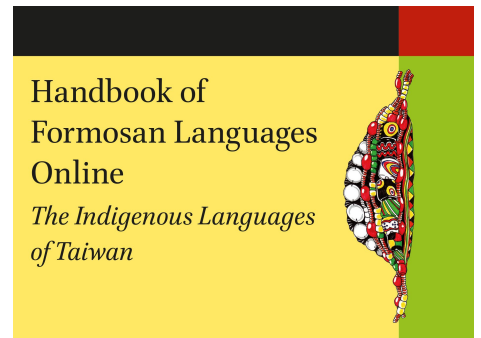 Handbook of
Formosan Languages
Online
The Indigenous Languages
of Taiwan